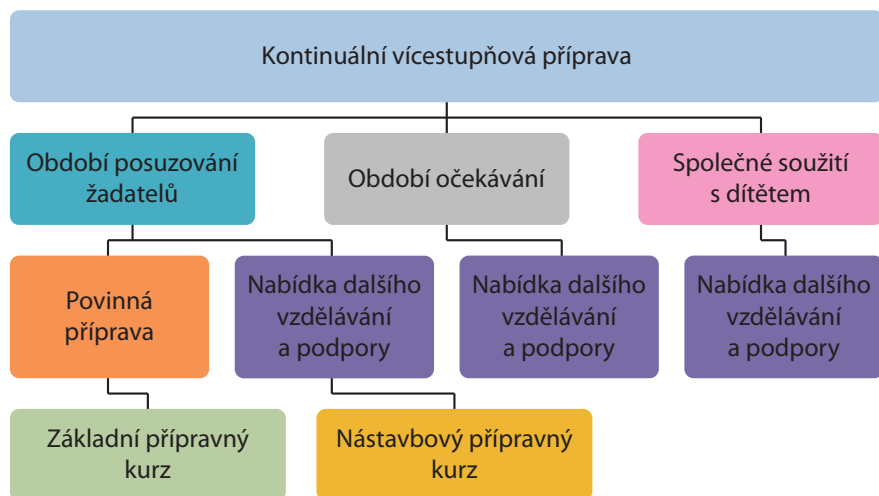 Kontinuální vícestupňová příprava
Období posuzování
žadatelů
Období očekávání
Společné soužití
s dítětem
Povinná
příprava
Nabídka dalšího
vzdělávání
a podpory
Nabídka dalšího
vzdělávání
a podpory
Nabídka dalšího
vzdělávání
a podpory
Základní přípravný
kurz
Nástavbový přípravný
kurz